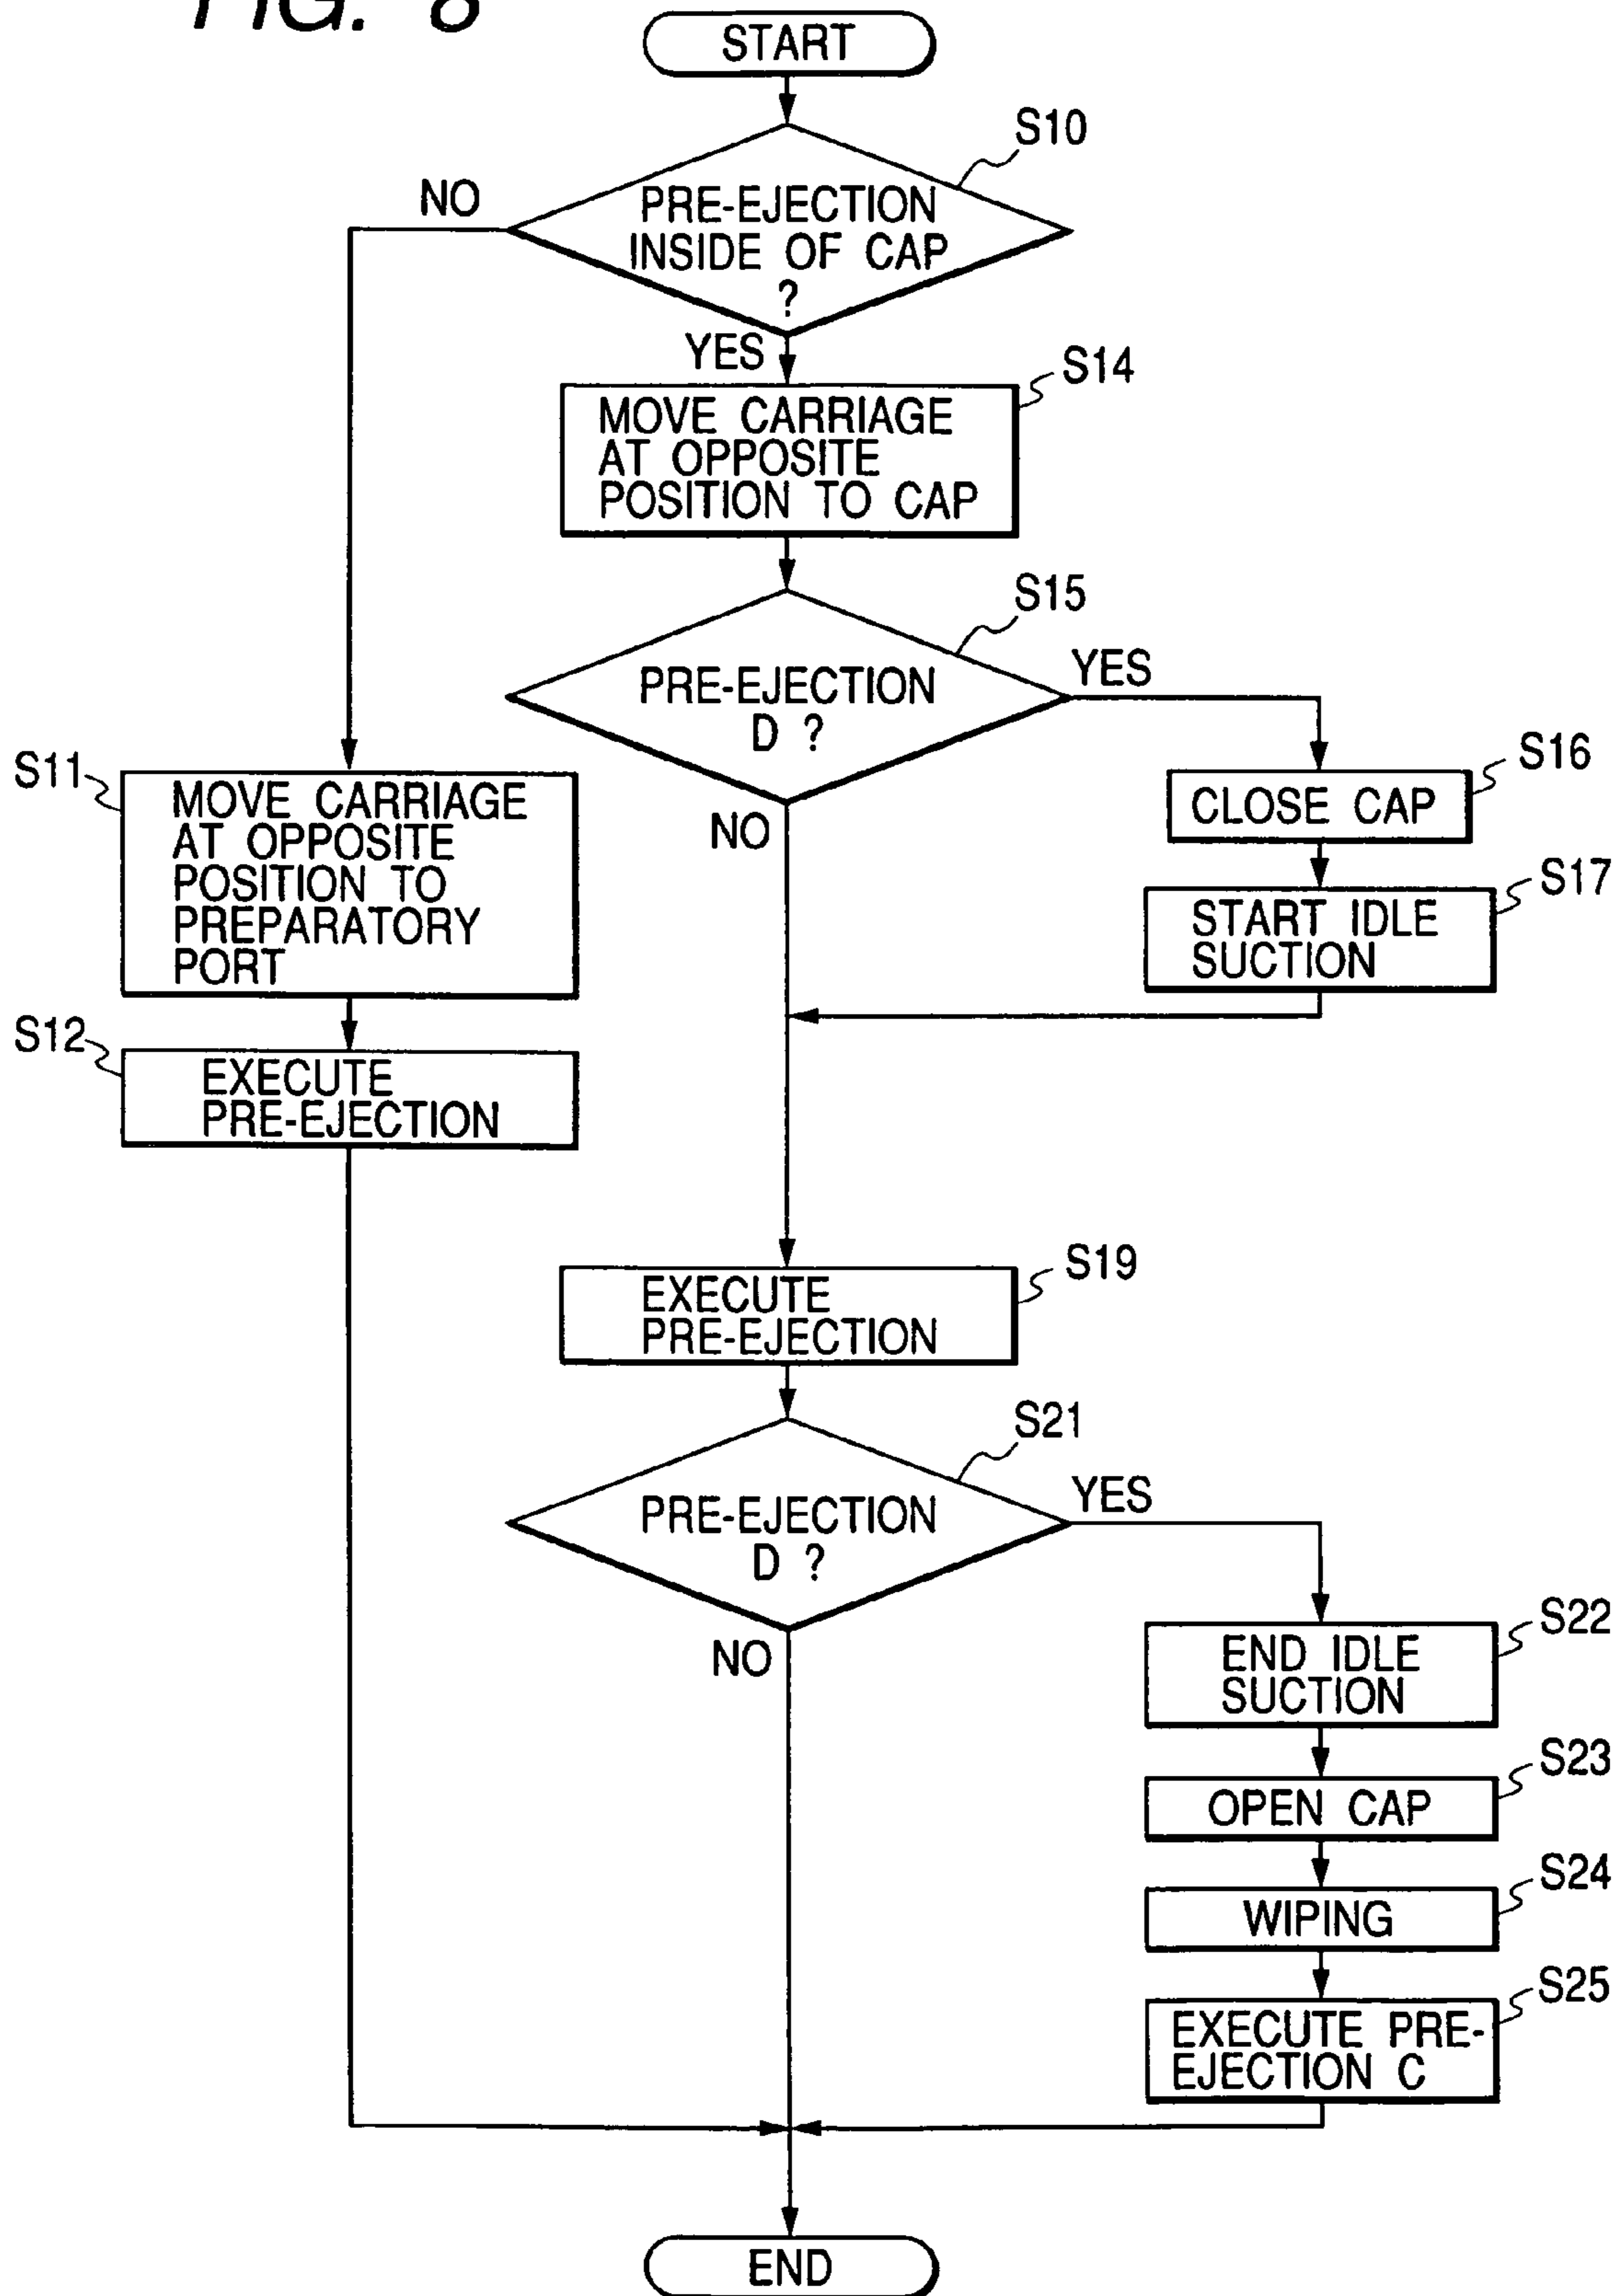 FIG. 8
START
S10
NO
PRE-EJECTION
INSIDE OF CAP
?
YES
S14
MOVE CARRIAGE
AT OPPOSITE
POSITION TO CAP
S15
PRE-EJECTION
D ?
YES
NO
S16
CLOSE CAP
S17
START IDLE
SUCTION
S11
MOVE CARRIAGE
AT OPPOSITE
POSITION TO
PREPARATORY
PORT
S12
EXECUTE
PRE-EJECTION
S19
EXECUTE
PRE-EJECTION
S21
PRE-EJECTION
D ?
YES
NO
S22
END IDLE
SUCTION
S23
OPEN CAP
S24
WIPING
S25
EXECUTE PRE-
EJECTION C
END